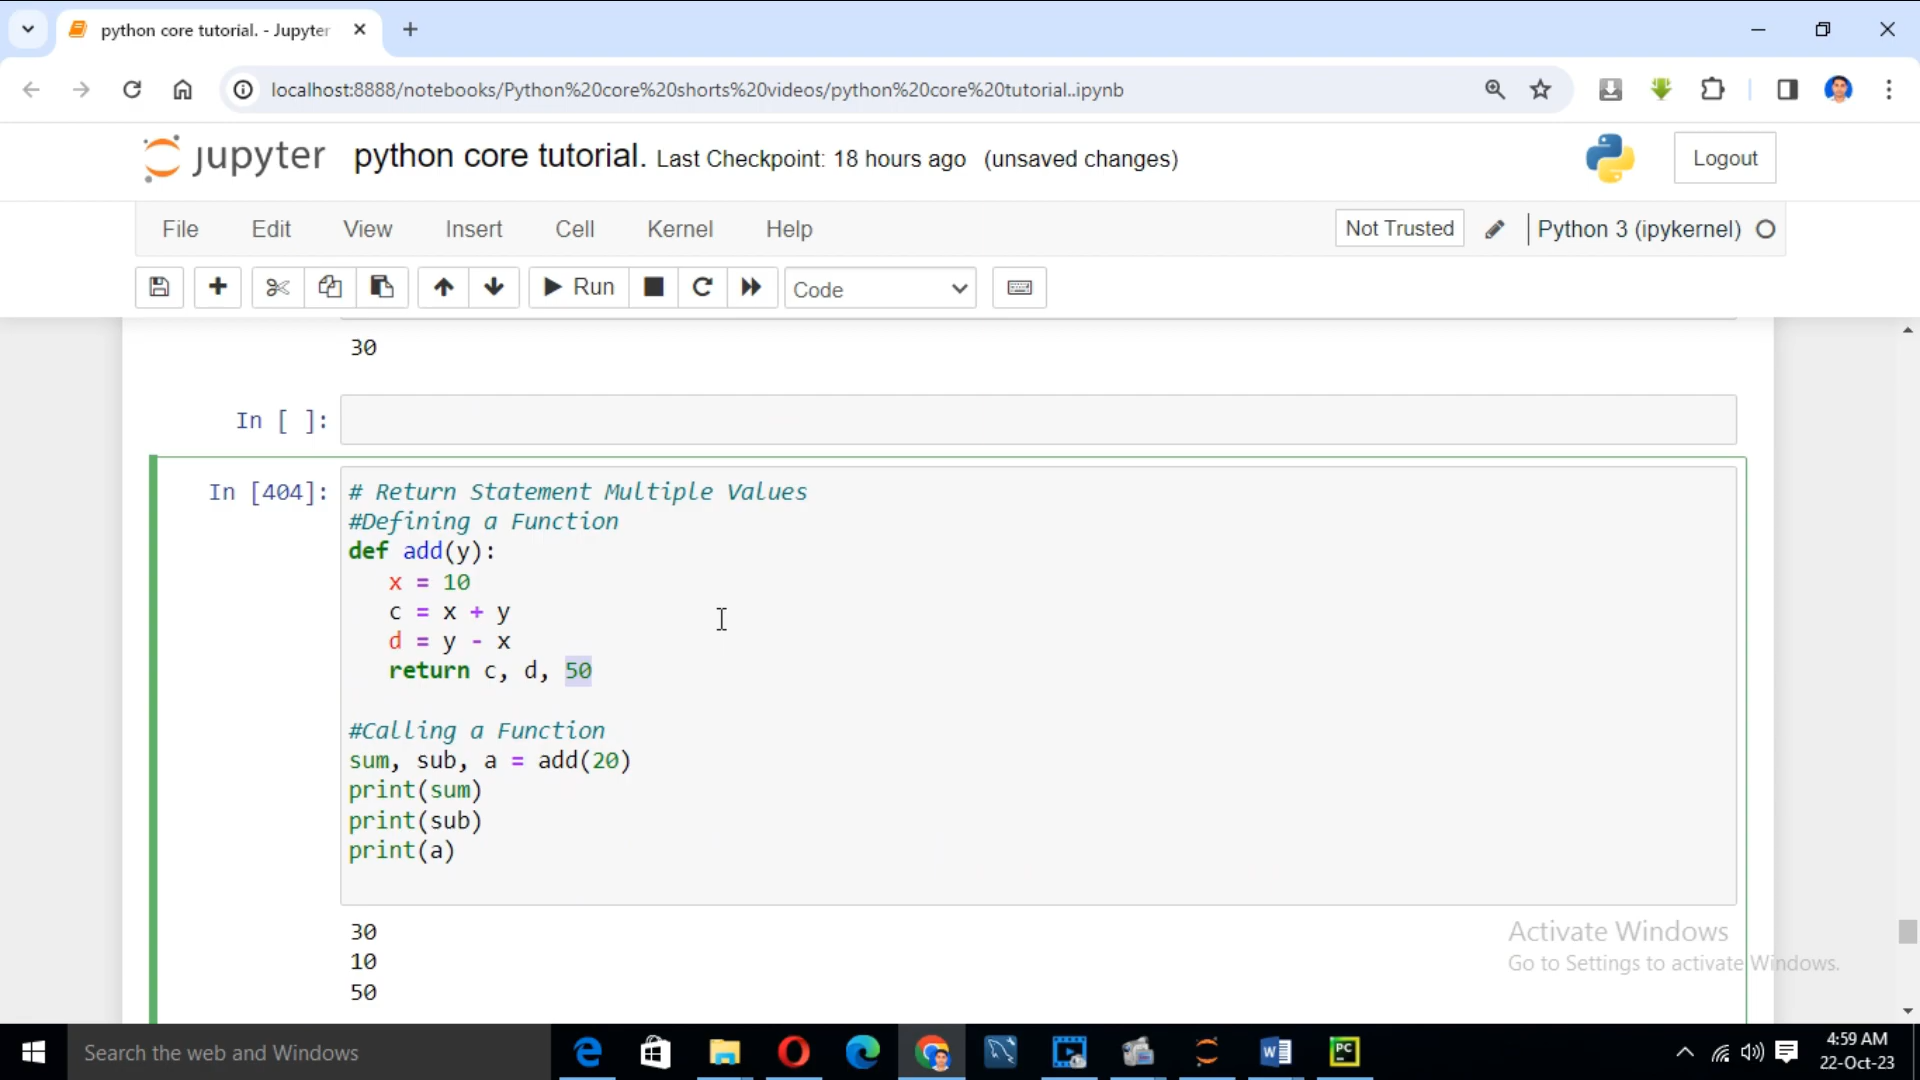 python core tutorial. - Jupyter
localhost:8888/notebooks/Python%20core%20shorts%20videos/python%20core%20tutorial..ipynb
jupyter python core tutorial. Last Checkpoint: 18 hours ago (unsaved changes)
Logout
File Edit View Insert Cell Kernel Help
Not Trusted
Python 3 (ipykernel)
Run
Code
30
In [ ]:
In [404]:
# Return Statement Multiple Values
#Defining a Function
def add(y):
x = 10
c = x + y
d = y - x
return c, d, 50
#Calling a Function
sum, sub, a = add(20)
print(sum)
print(sub)
print(a)
30
10
50
Activate Windows
Go to Settings to activate Windows.
Search the web and Windows
W
PC
4:59 AM
22-Oct-23